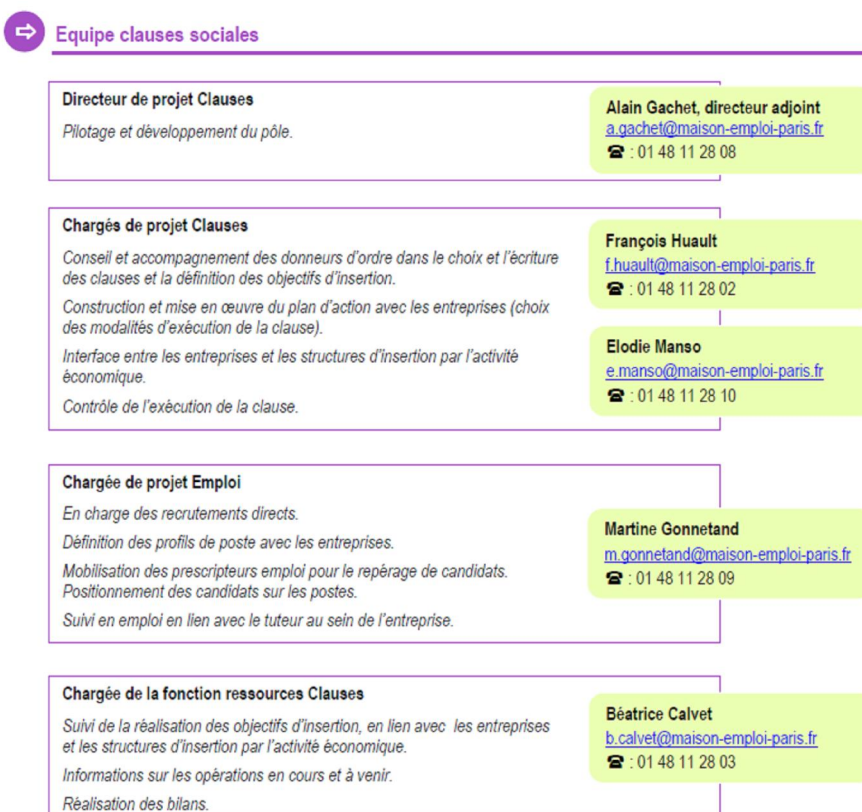 Equipe clauses sociales
Directeur de projet Clauses
Pilotage et développement du pôle.
Alain Gachet, directeur adjoint
a.gachet@maison-emploi-paris.fr
☎ : 01 48 11 28 08
Chargés de projet Clauses
Conseil et accompagnement des donneurs d'ordre dans le choix et l'écriture
des clauses et la définition des objectifs d'insertion.
Construction et mise en œuvre du plan d'action avec les entreprises (choix
des modalités d'exécution de la clause).
Interface entre les entreprises et les structures d'insertion par l'activité
économique.
Contrôle de l'exécution de la clause.
François Huault
f.huault@maison-emploi-paris.fr
☎ : 01 48 11 28 02
Elodie Manso
e.manso@maison-emploi-paris.fr
☎ : 01 48 11 28 10
Chargée de projet Emploi
En charge des recrutements directs.
Définition des profils de poste avec les entreprises.
Mobilisation des prescripteurs emploi pour le repérage de candidats.
Positionnement des candidats sur les postes.
Suivi en emploi en lien avec le tuteur au sein de l'entreprise.
Martine Gonnetand
m.gonnetand@maison-emploi-paris.fr
☎ : 01 48 11 28 09
Chargée de la fonction ressources Clauses
Suivi de la réalisation des objectifs d'insertion, en lien avec les entreprises
et les structures d'insertion par l'activité économique.
Informations sur les opérations en cours et à venir.
Réalisation des bilans.
Béatrice Calvet
b.calvet@maison-emploi-paris.fr
☎ : 01 48 11 28 03